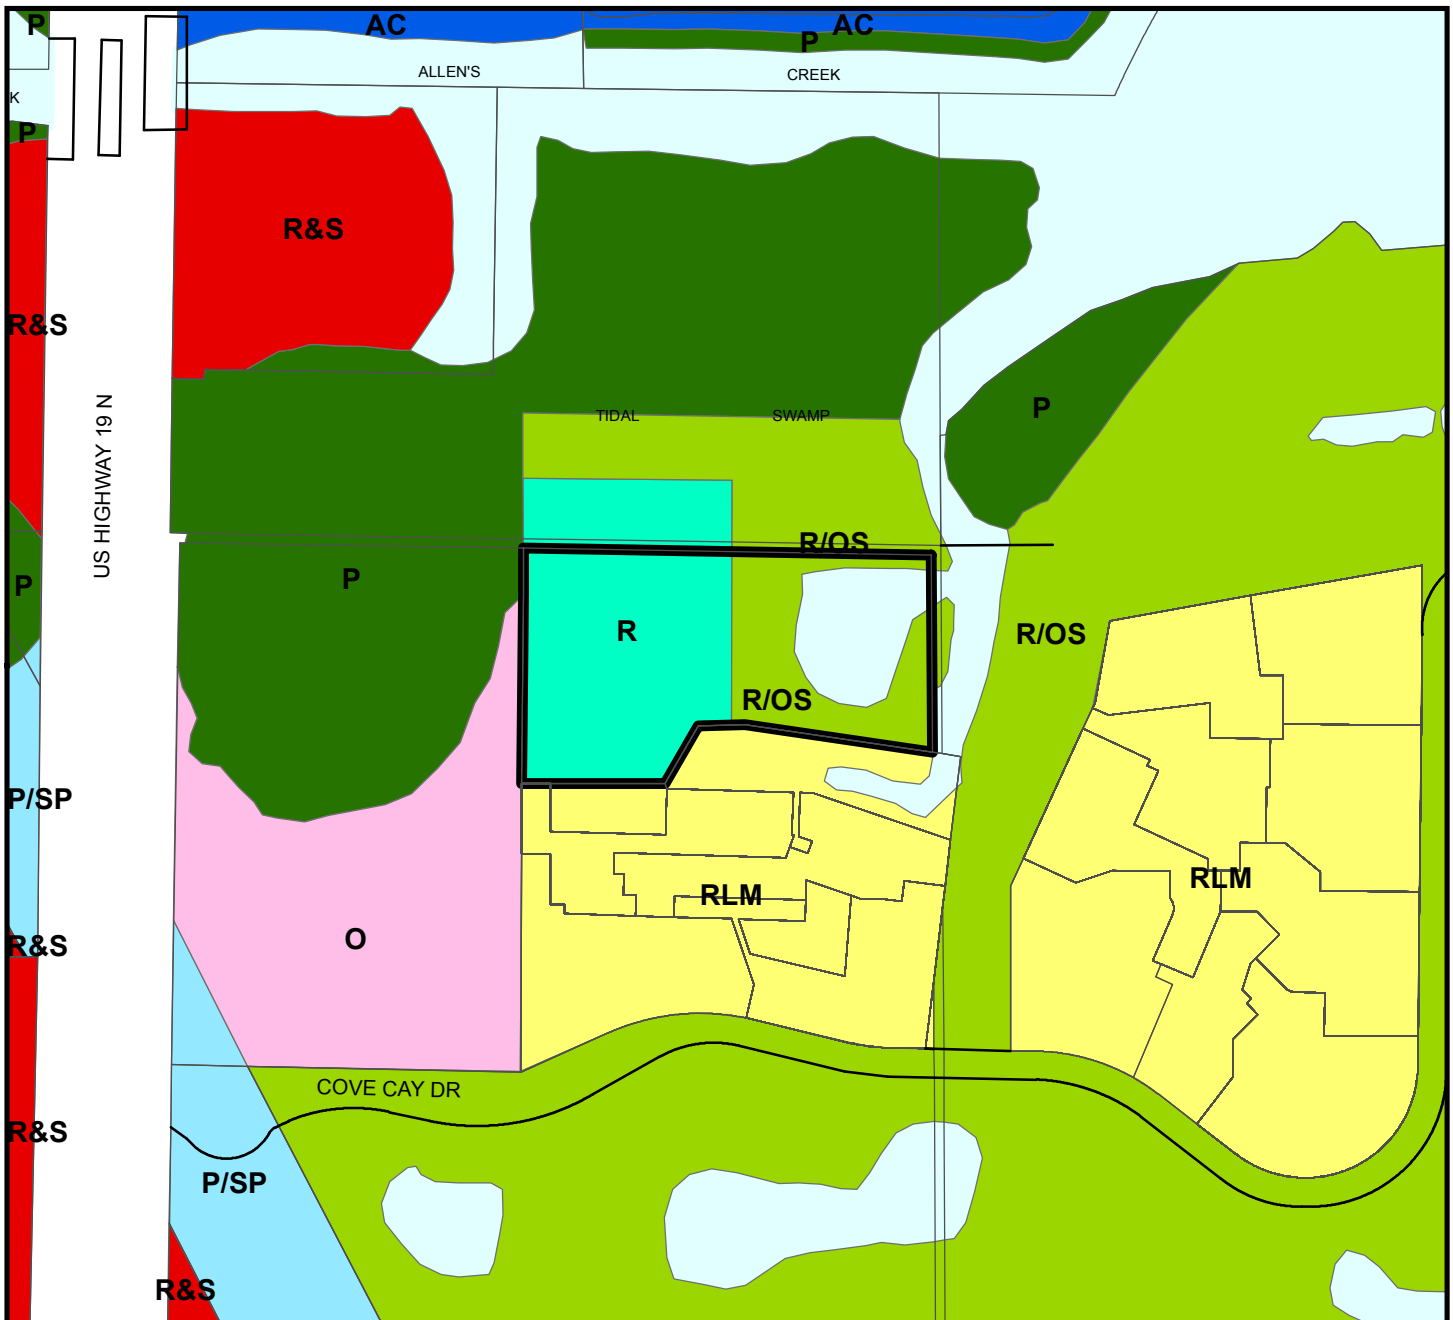 P
AC
AC
P
ALLEN'S
CREEK
K
P
R&S
R&S
US HIGHWAY 19 N
P
TIDAL
SWAMP
R/OS
P
P
R
R/OS
R/OS
P/SP
RLM
RLM
O
R&S
COVE CAY DR
R&S
P/SP
R&S